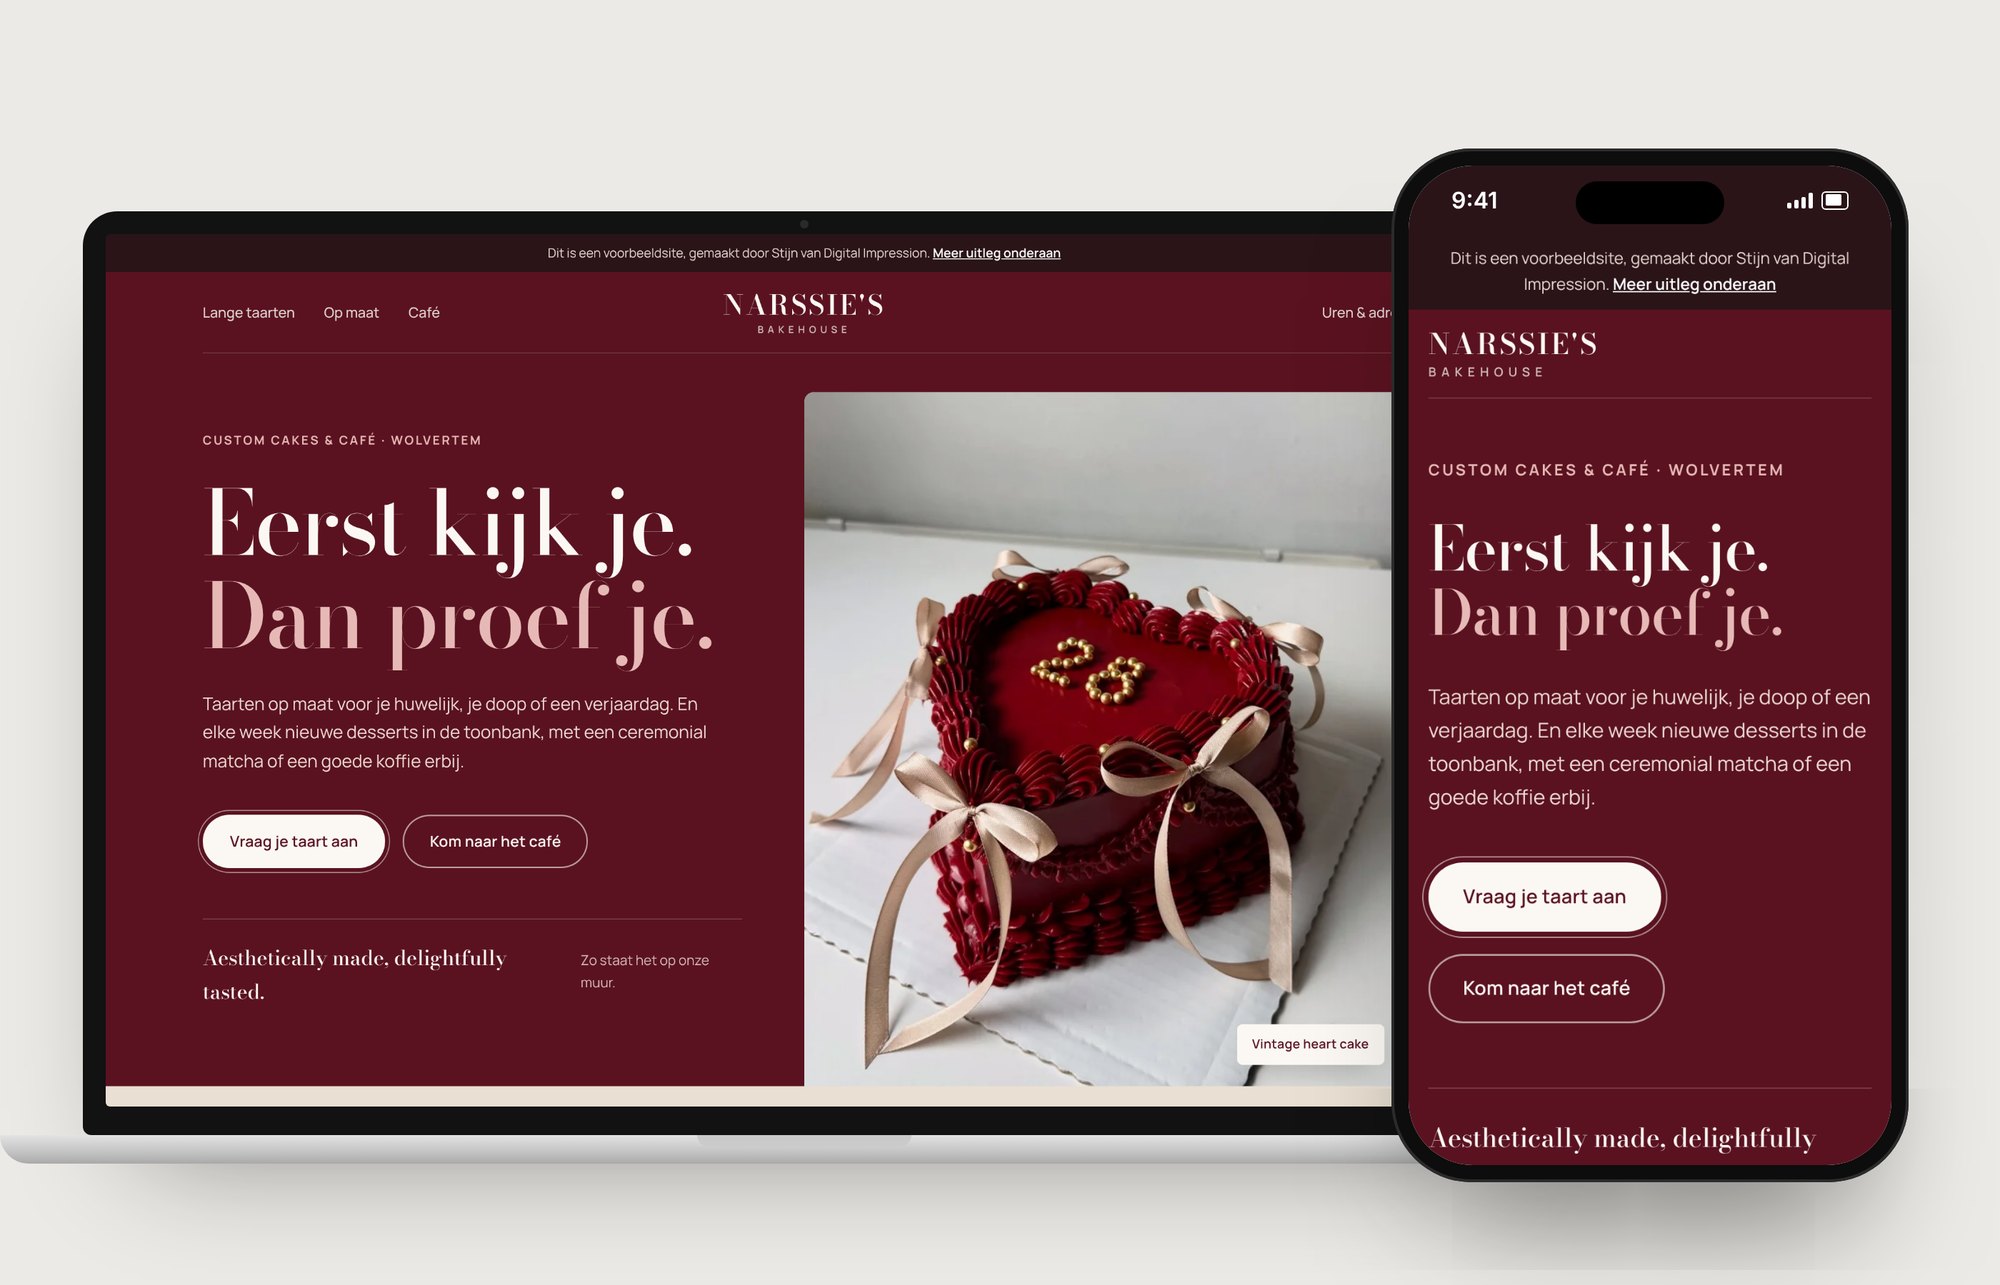 Dit is een voorbeeldsite, gemaakt door Stijn van Digital Impression. Meer uitleg onderaan
Lange taarten Op maat Café
NARSSIE'S
BAKEHOUSE
Uren &
CUSTOM CAKES & CAFÉ · WOLVERTEM
Eerst kijk je.
Dan proef je.
Taarten op maat voor je huwelijk, je doop of een verjaardag. En
elke week nieuwe desserts in de toonbank, met een ceremonial
matcha of een goede koffie erbij.
Vraag je taart aan Kom naar het café
Aesthetically made, delightfully
tasted.
Zo staat het op onze
muur.
28
Vintage heart cake
9:41
Dit is een voorbeeldsite, gemaakt door Stijn van Digital
Impression. Meer uitleg onderaan
NARSSIE'S
BAKEHOUSE
CUSTOM CAKES & CAFÉ · WOLVERTEM
Eerst kijk je.
Dan proef je.
Taarten op maat voor je huwelijk, je doop of een
verjaardag. En elke week nieuwe desserts in de
toonbank, met een ceremonial matcha of een
goede koffie erbij.
Vraag je taart aan
Kom naar het café
Aesthetically made, delightfully